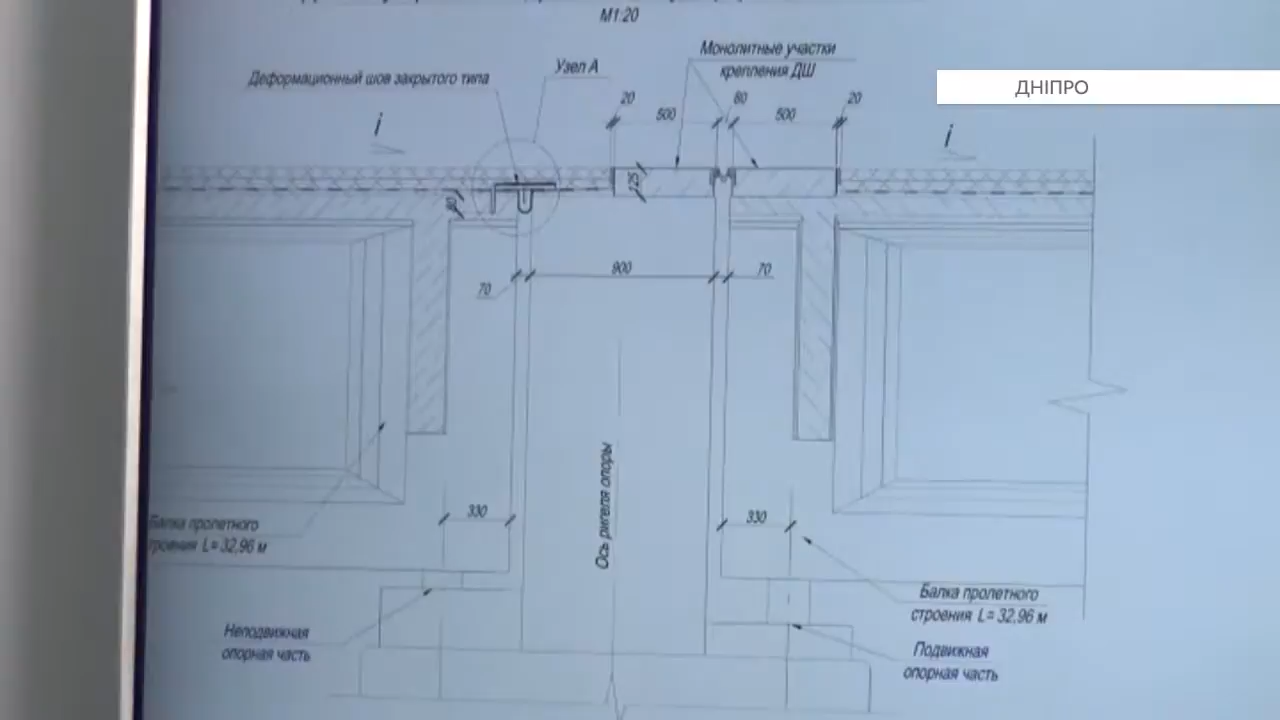 М1:20
Монолитные участки
крепления ДШ
ДНІПРО
Деформационный шов закрытого типа
Узел А
20
500
80
500
20
i
i
125
80
70
900
70
Ось ригеля опоры
330
330
Балка пролетного
строения L= 32,96 м
Балка пролетного
строения L= 32,96 м
Неподвижная
опорная часть
Подвижная
опорная часть